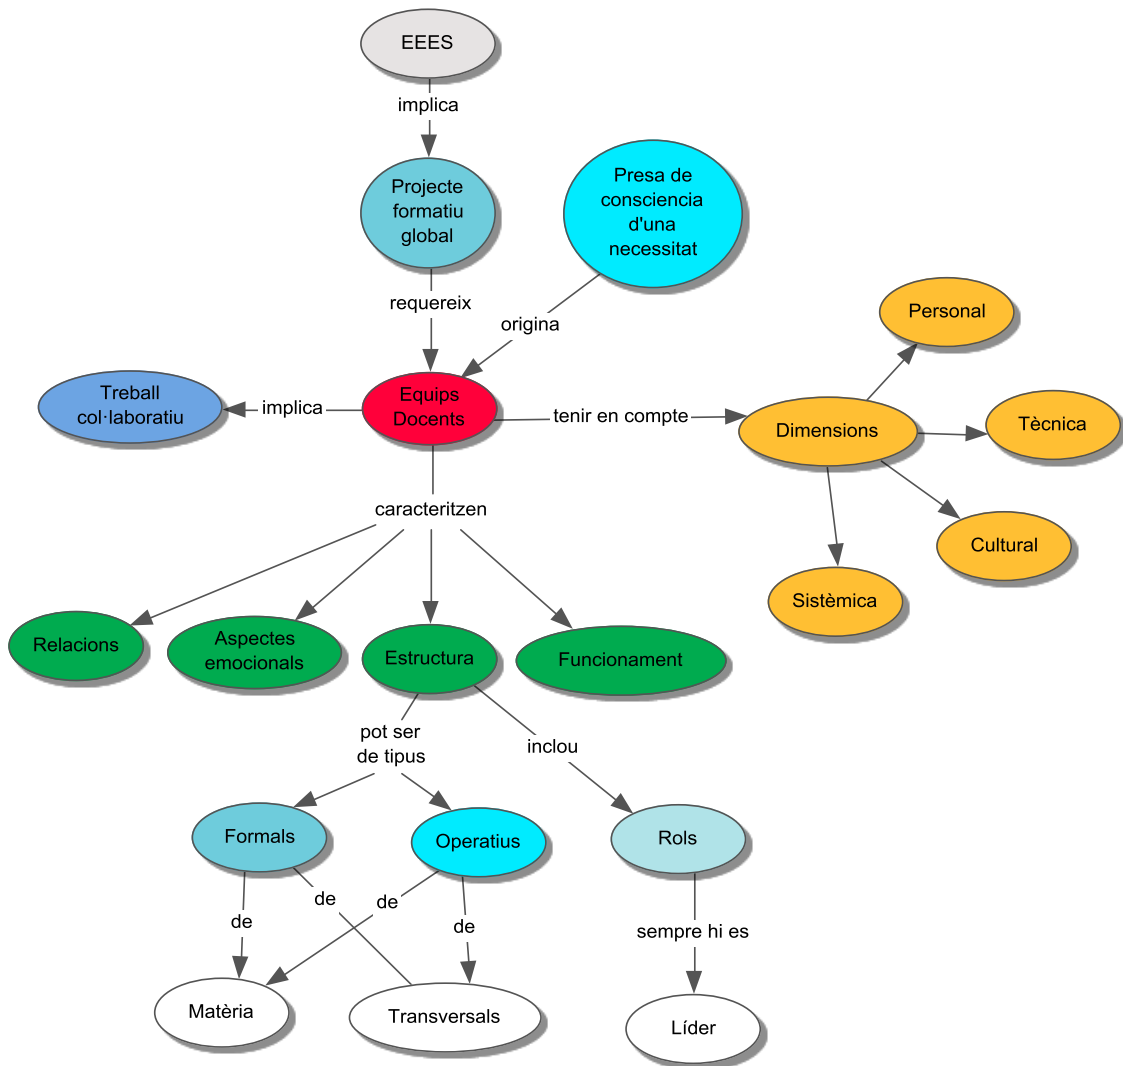 EEES
implica
Projecte
formatiu
global
Presa de
consciencia
d'una
necessitat
requereix
origina
Personal
Treball
col·laboratiu
implica
Equips
Docents
tenir en compte
Dimensions
Tècnica
caracteritzen
Cultural
Sistèmica
Relacions
Aspectes
emocionals
Estructura
Funcionament
pot ser
de tipus
inclou
Formals
Operatius
Rols
de
de
de
de
sempre hi es
Matèria
Transversals
Líder